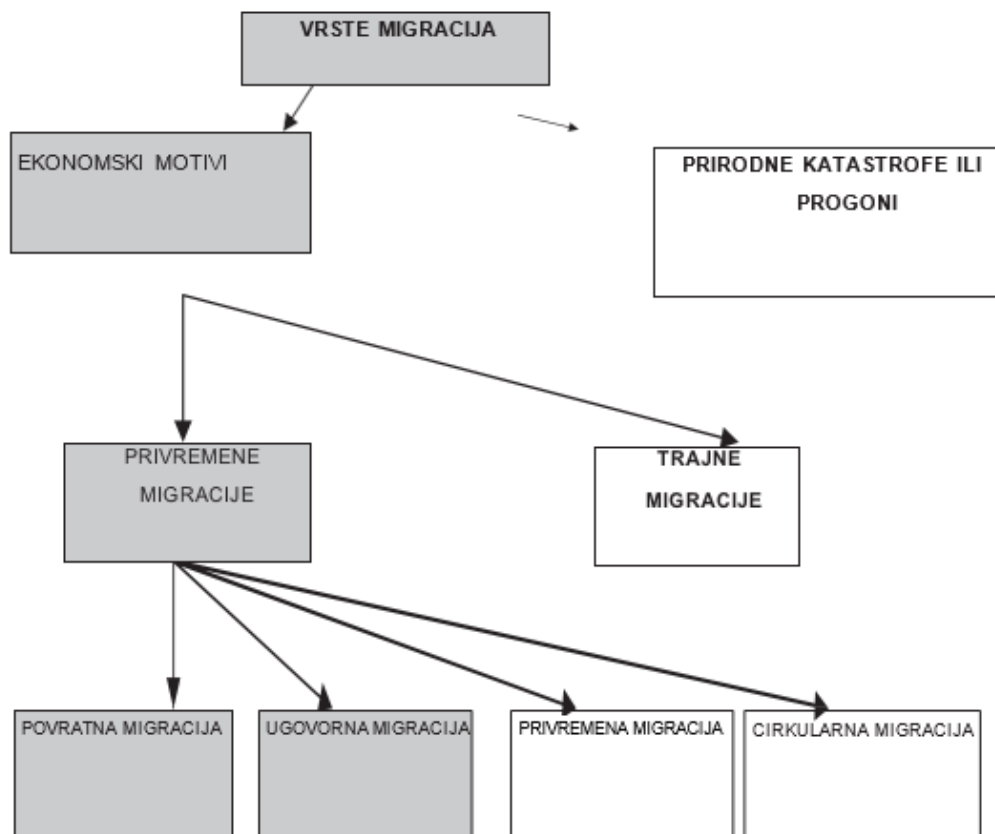 VRSTE MIGRACIJA
EKONOMSKI MOTIVI
PRIRODNE KATASTROFE ILI
PROGONI
PRIVREMENE
MIGRACIJE
TRAJNE
MIGRACIJE
POVRATNA MIGRACIJA
UGOVORNA MIGRACIJA
PRIVREMENA MIGRACIJA
CIRKULARNA MIGRACIJA